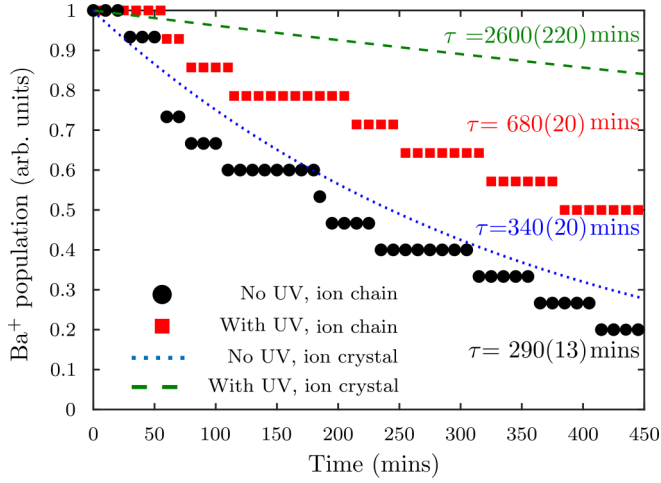 1
0.9
0.8
0.7
0.6
0.5
0.4
0.3
0.2
0.1
0
Ba+ population (arb. units)
τ =2600(220) mins
τ= 680(20) mins
τ=340(20) mins
τ= 290(13) mins
No UV, ion chain
With UV, ion chain
No UV, ion crystal
With UV, ion crystal
0 50 100 150 200 250 300 350 400 450
Time (mins)